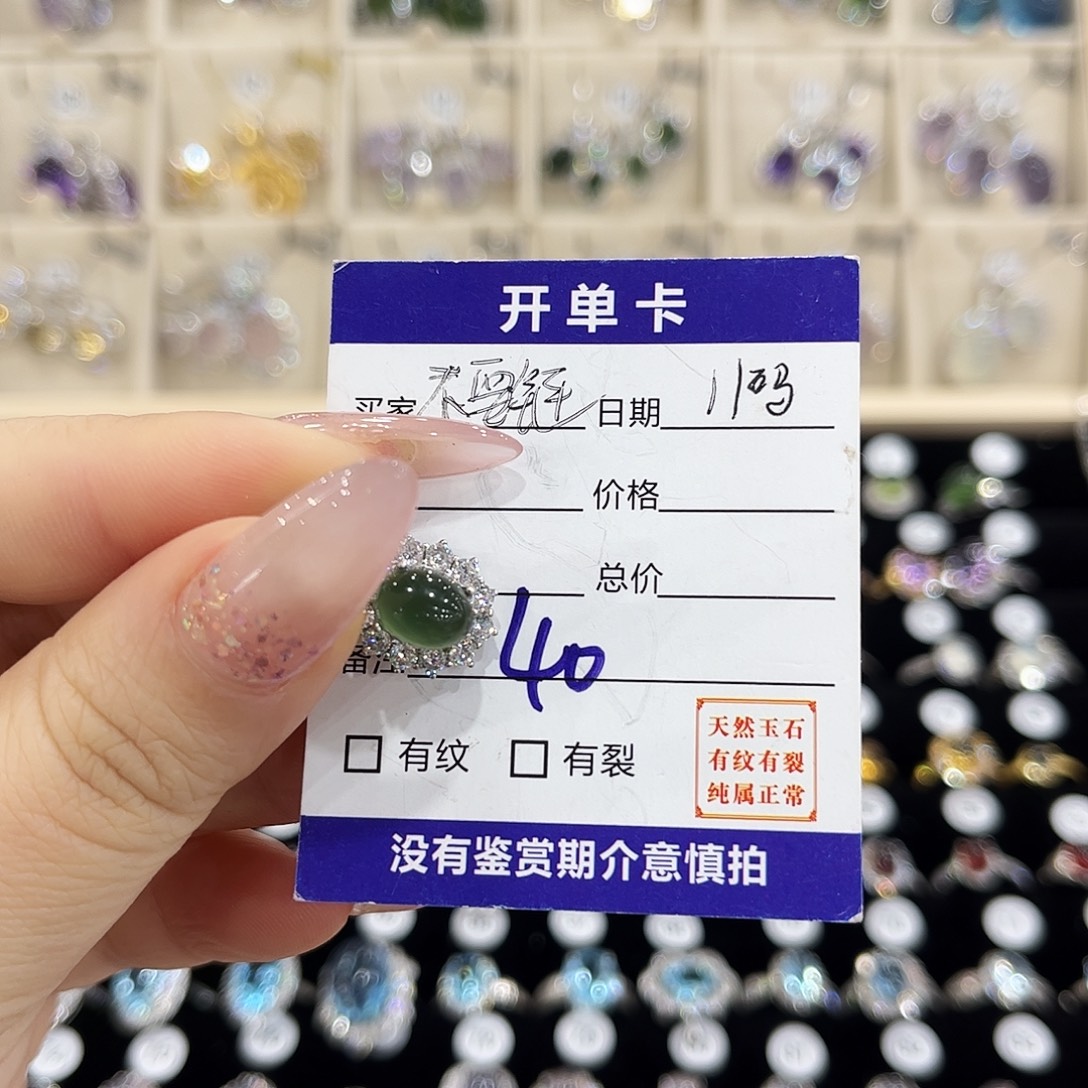 开单卡
买家 日期 11码
价格
总价
备注 40
有纹 有裂
天然玉石
有纹有裂
纯属正常
没有鉴赏期介意慎拍